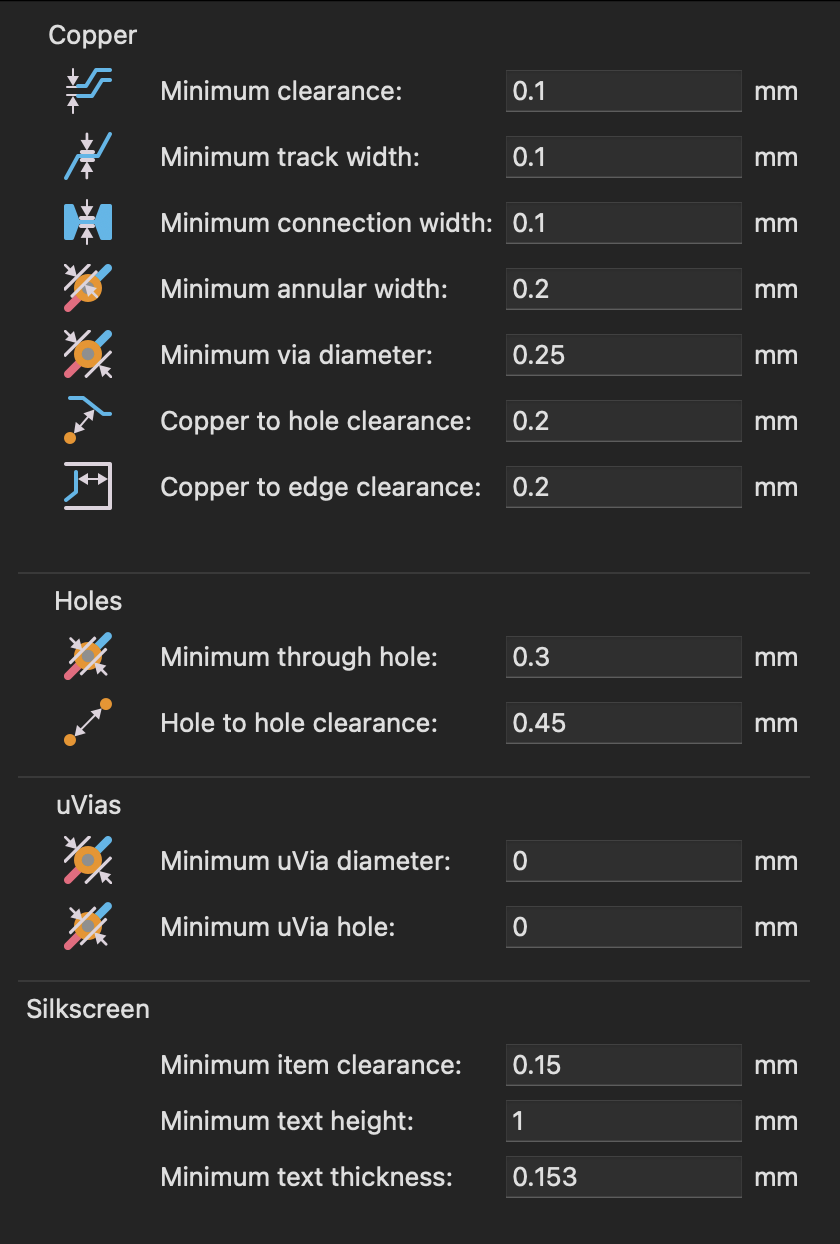 Copper
Minimum clearance: 0.1 mm
Minimum track width: 0.1 mm
Minimum connection width: 0.1 mm
Minimum annular width: 0.2 mm
Minimum via diameter: 0.25 mm
Copper to hole clearance: 0.2 mm
Copper to edge clearance: 0.2 mm
Holes
Minimum through hole: 0.3 mm
Hole to hole clearance: 0.45 mm
uVias
Minimum uVia diameter: 0 mm
Minimum uVia hole: 0 mm
Silkscreen
Minimum item clearance: 0.15 mm
Minimum text height: 1 mm
Minimum text thickness: 0.153 mm